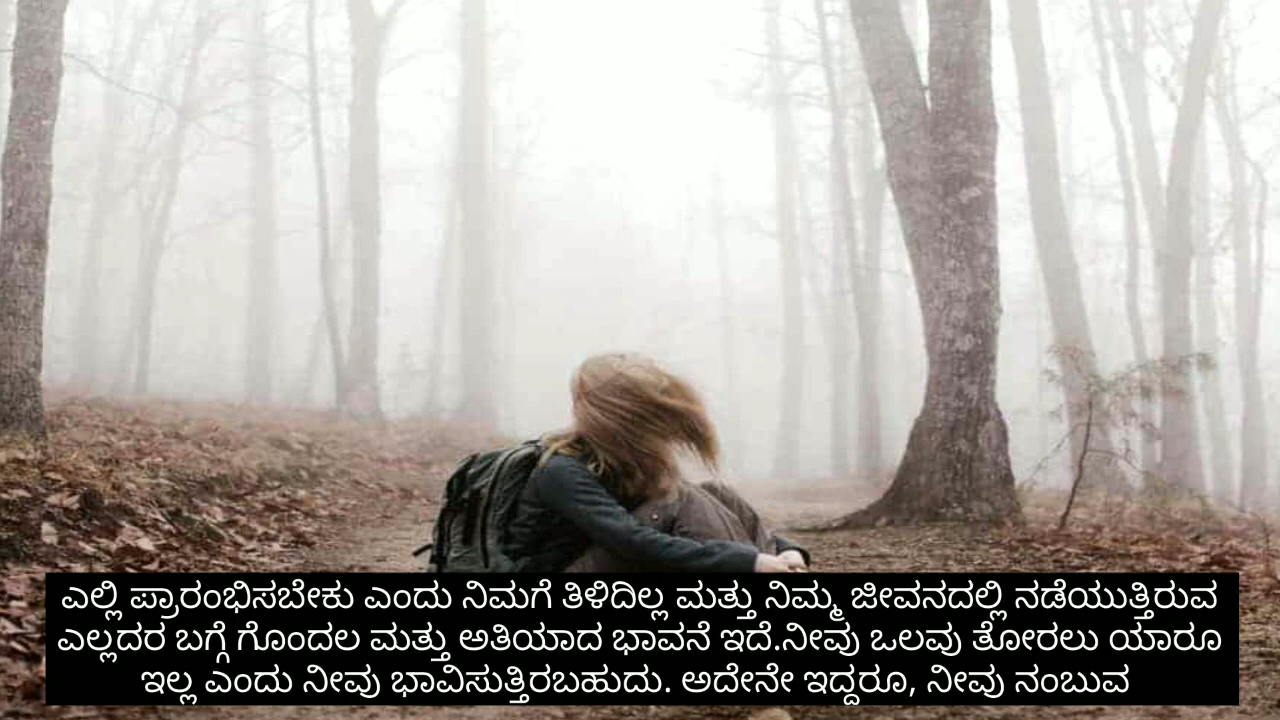 ಎಲ್ಲಿ ಪ್ರಾರಂಭಿಸಬೇಕು ಎಂದು ನಿಮಗೆ ತಿಳಿದಿಲ್ಲ ಮತ್ತು ನಿಮ್ಮ ಜೀವನದಲ್ಲಿ ನಡೆಯುತ್ತಿರುವ
ಎಲ್ಲದರ ಬಗ್ಗೆ ಗೊಂದಲ ಮತ್ತು ಅತಿಯಾದ ಭಾವನೆ ಇದೆ.ನೀವು ಒಲವು ತೋರಲು ಯಾರೂ
ಇಲ್ಲ ಎಂದು ನೀವು ಭಾವಿಸುತ್ತಿರಬಹುದು. ಅದೇನೇ ಇದ್ದರೂ, ನೀವು ನಂಬುವ